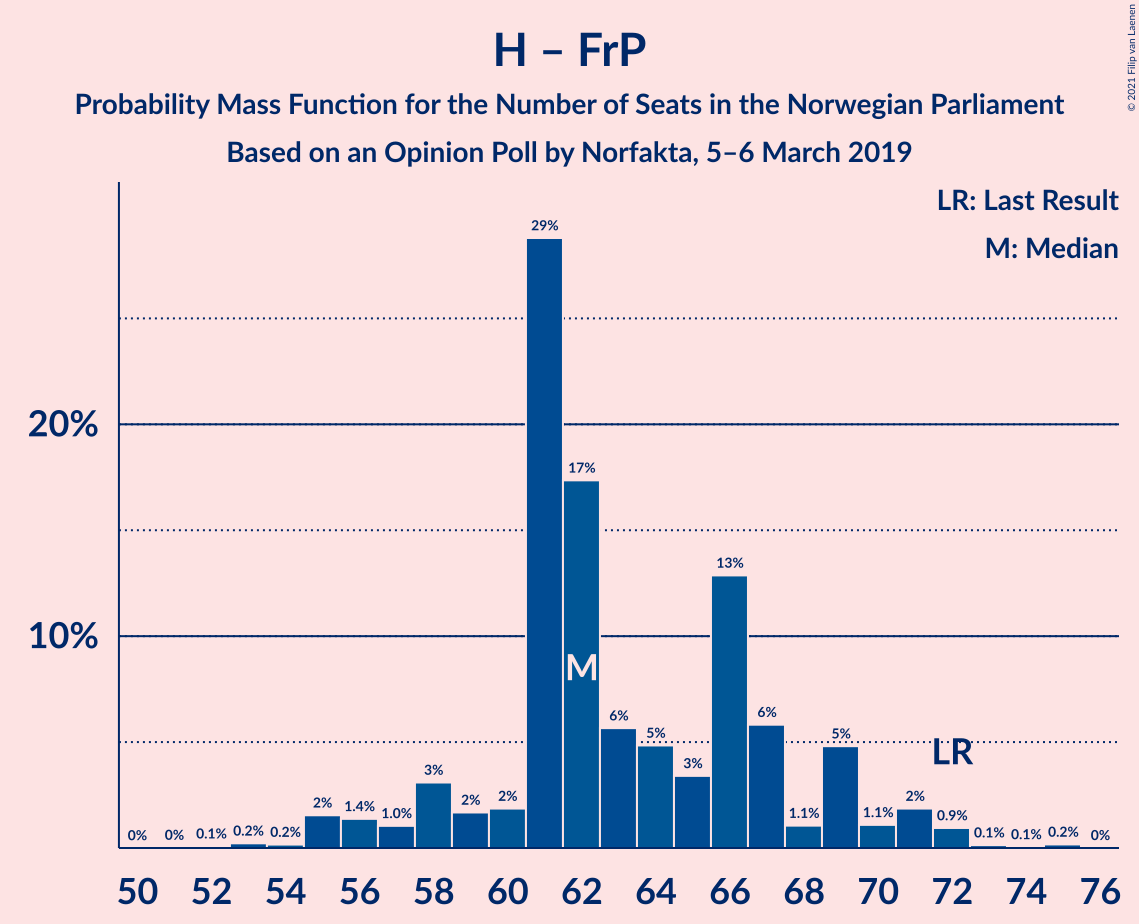 H – FrP
Probability Mass Function for the Number of Seats in the Norwegian Parliament
Based on an Opinion Poll by Norfakta, 5–6 March 2019
© 2021 Filip van Laenen
LR: Last Result
M: Median
20%
10%
0% 0% 0.1% 0.2% 0.2% 2% 1.4% 1.0% 3% 2% 2% 29% 17% 6% 5% 3% 13% 6% 1.1% 5% 1.1% 2% 0.9% 0.1% 0.1% 0.2% 0%
M
LR
50 52 54 56 58 60 62 64 66 68 70 72 74 76